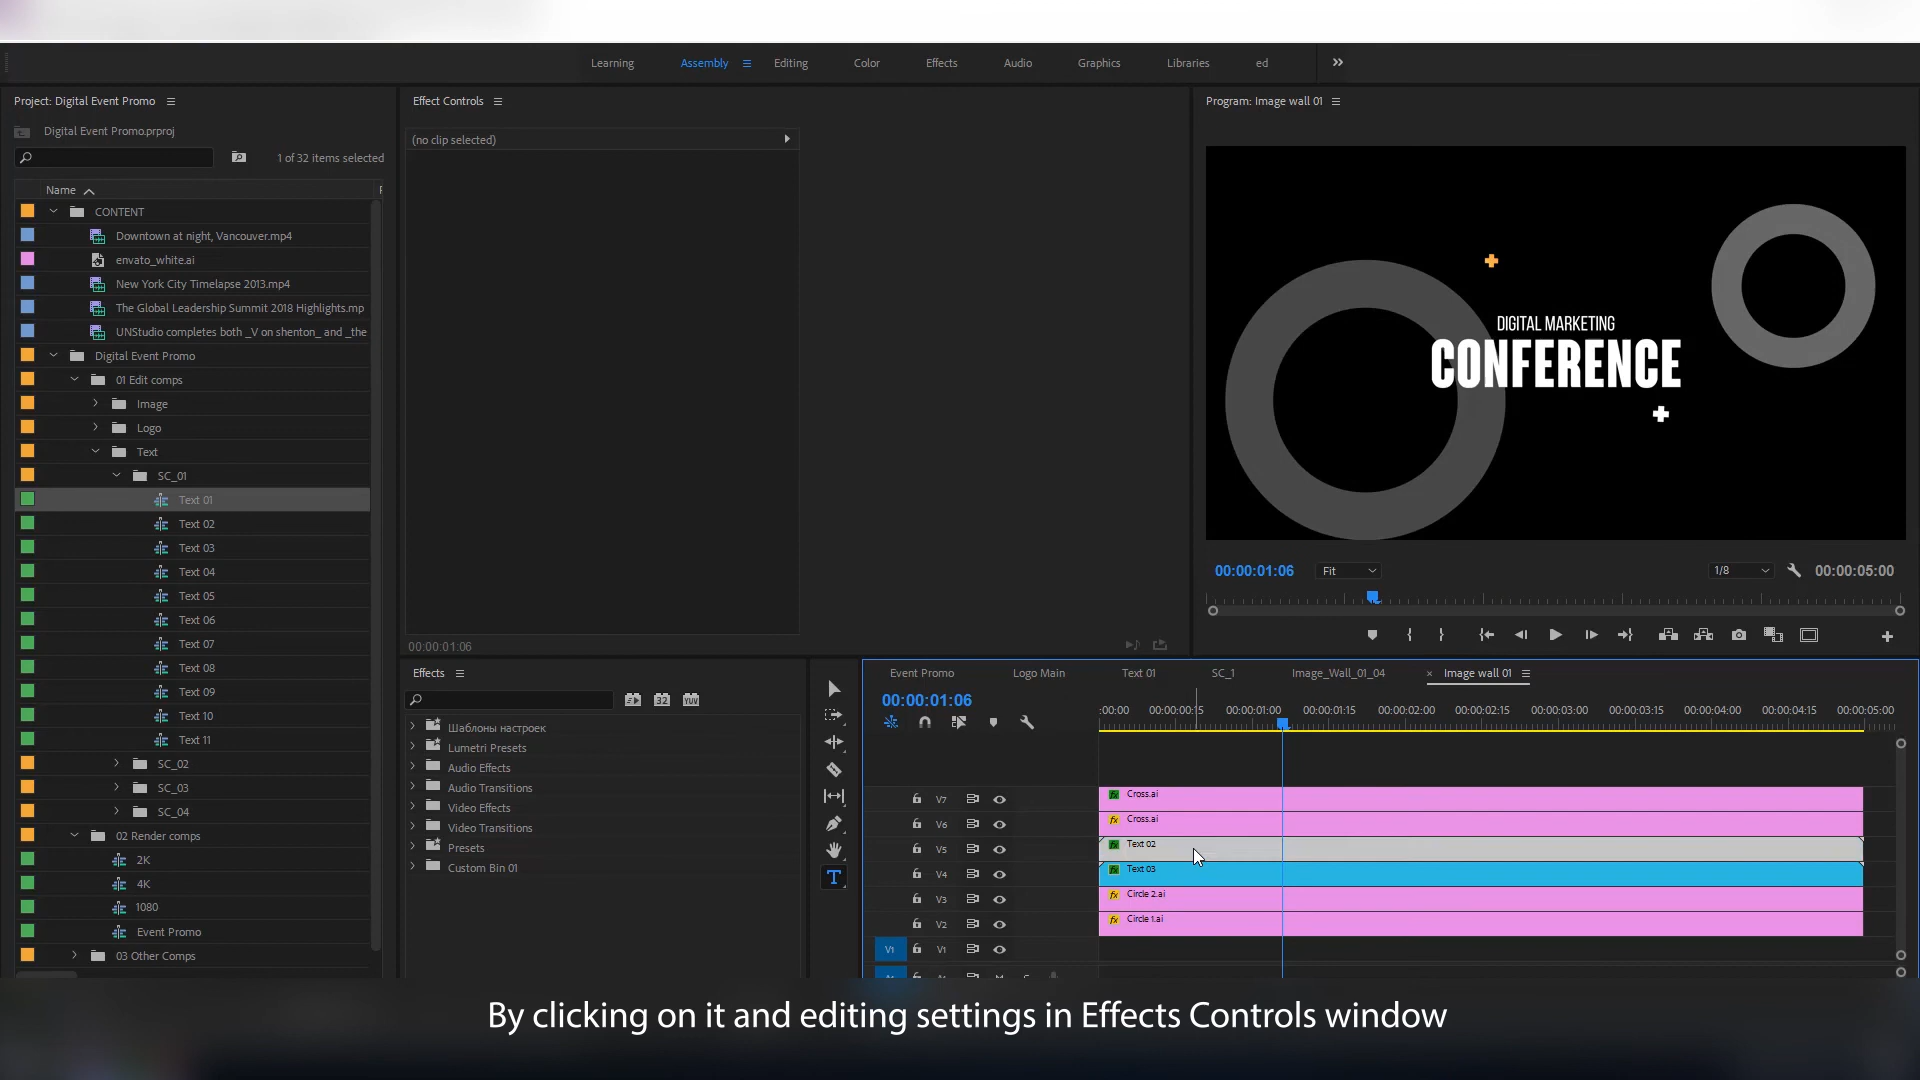 Learning Assembly Editing Color Effects Audio Graphics Libraries ed
Project: Digital Event Promo
Digital Event Promo.prproj
1 of 32 items selected
Name
CONTENT
Downtown at night, Vancouver.mp4
envato_white.ai
New York City Timelapse 2013.mp4
The Global Leadership Summit 2018 Highlights.mp
UNStudio completes both _V on shenton_ and _the
Digital Event Promo
01 Edit comps
Image
Logo
Text
SC_01
Text 01
Text 02
Text 03
Text 04
Text 05
Text 06
Text 07
Text 08
Text 09
Text 10
Text 11
SC_02
SC_03
SC_04
02 Render comps
2K
4K
1080
Event Promo
03 Other Comps
Effect Controls
(no clip selected)
00:00:01:06
Program: Image wall 01
DIGITAL MARKETING
CONFERENCE
00:00:01:06 Fit 1/8 00:00:05:00
Effects
32 YUV
Шаблоны настроек
Lumetri Presets
Audio Effects
Audio Transitions
Video Effects
Video Transitions
Presets
Custom Bin 01
Event Promo Logo Main Text 01 SC_1 Image_Wall_01_04 × Image wall 01
00:00:01:06
:00:00 00:00:00:15 00:00:01:00 00:00:01:15 00:00:02:00 00:00:02:15 00:00:03:00 00:00:03:15 00:00:04:00 00:00:04:15 00:00:05:00
V7 fx Cross.ai
V6 fx Cross.ai
V5 fx Text 02
V4 fx Text 03
V3 fx Circle 2.ai
V2 fx Circle 1.ai
V1 V1
By clicking on it and editing settings in Effects Controls window